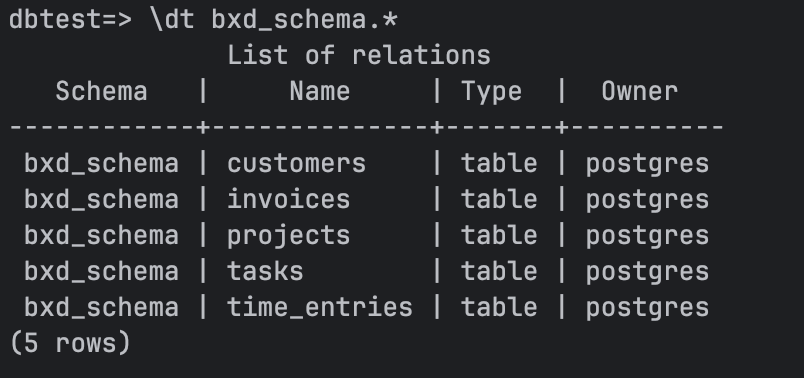 dbtest=> \dt bxd_schema.*
              List of relations
   Schema   |     Name     | Type  |  Owner
------------+--------------+-------+----------
 bxd_schema | customers    | table | postgres
 bxd_schema | invoices     | table | postgres
 bxd_schema | projects     | table | postgres
 bxd_schema | tasks        | table | postgres
 bxd_schema | time_entries | table | postgres
(5 rows)